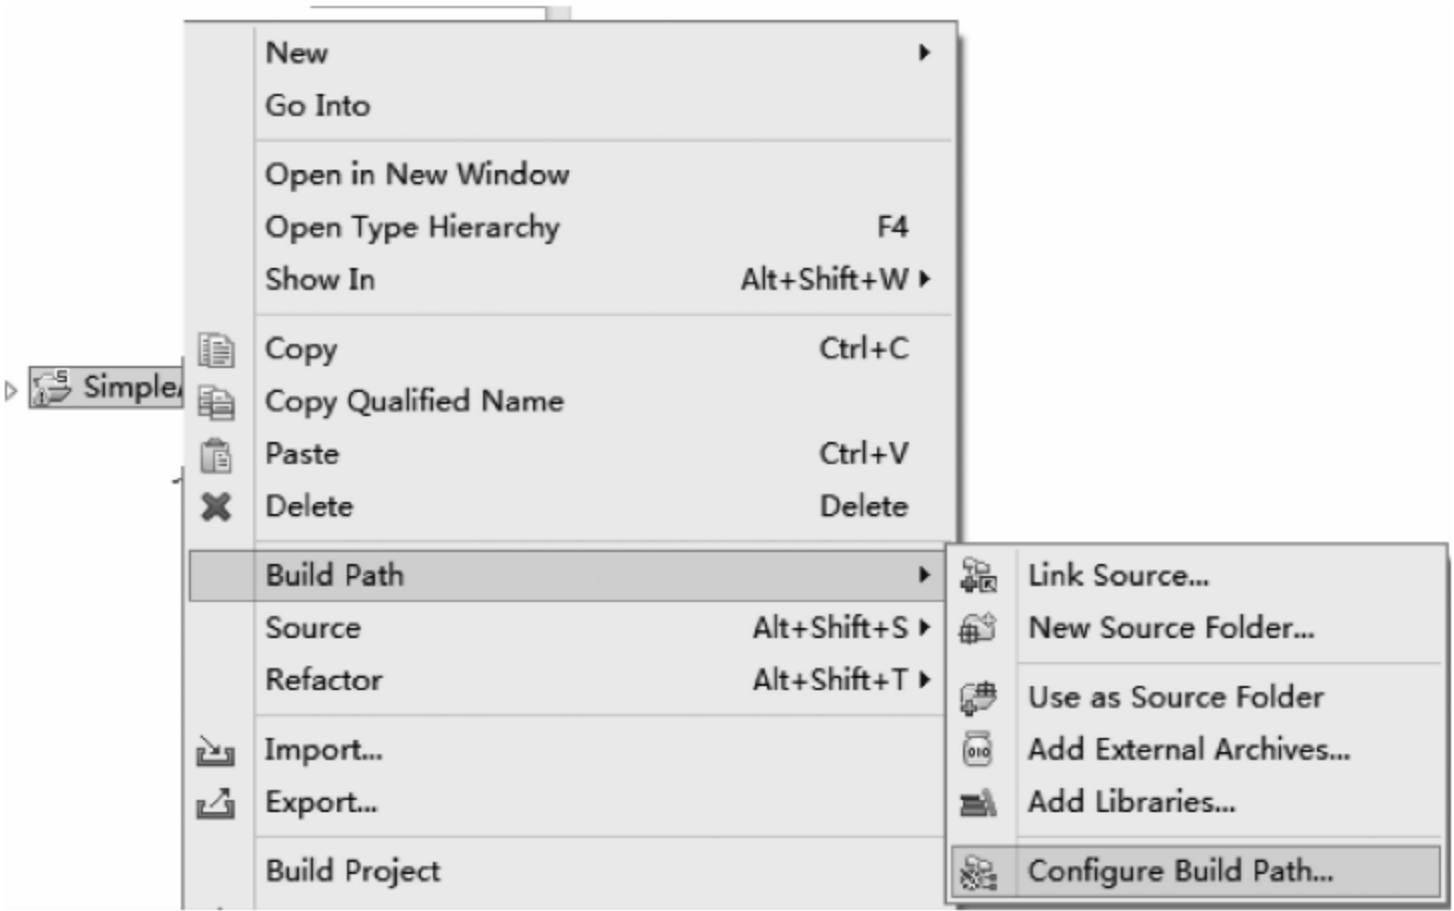 New
Go Into
Open in New Window
Open Type Hierarchy F4
Show In Alt+Shift+W
Copy Ctrl+C
Simple
Copy Qualified Name
Paste Ctrl+V
Delete Delete
Build Path
Source Alt+Shift+S
Refactor Alt+Shift+T
Import...
Export...
Build Project
Link Source...
New Source Folder...
Use as Source Folder
Add External Archives...
Add Libraries...
Configure Build Path...